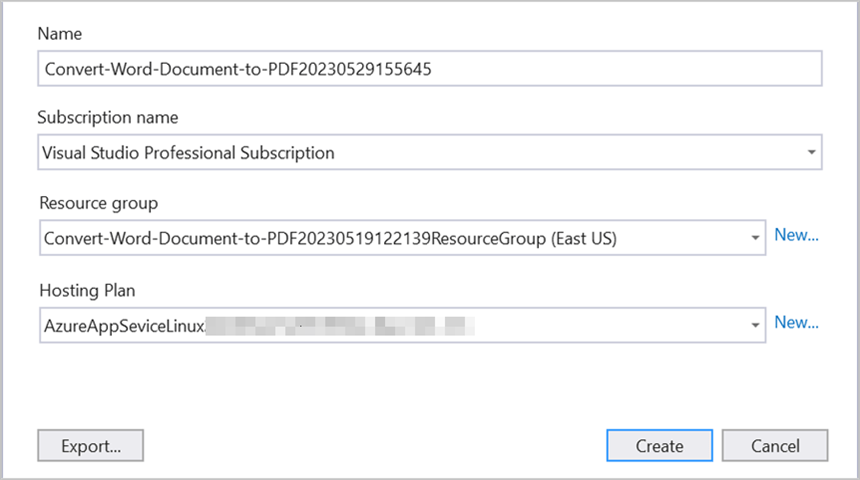 Name
Convert-Word-Document-to-PDF20230529155645
Subscription name
Visual Studio Professional Subscription
Resource group
Convert-Word-Document-to-PDF20230519122139ResourceGroup (East US)
New...
Hosting Plan
AzureAppSeviceLinux
New...
Export...
Create
Cancel